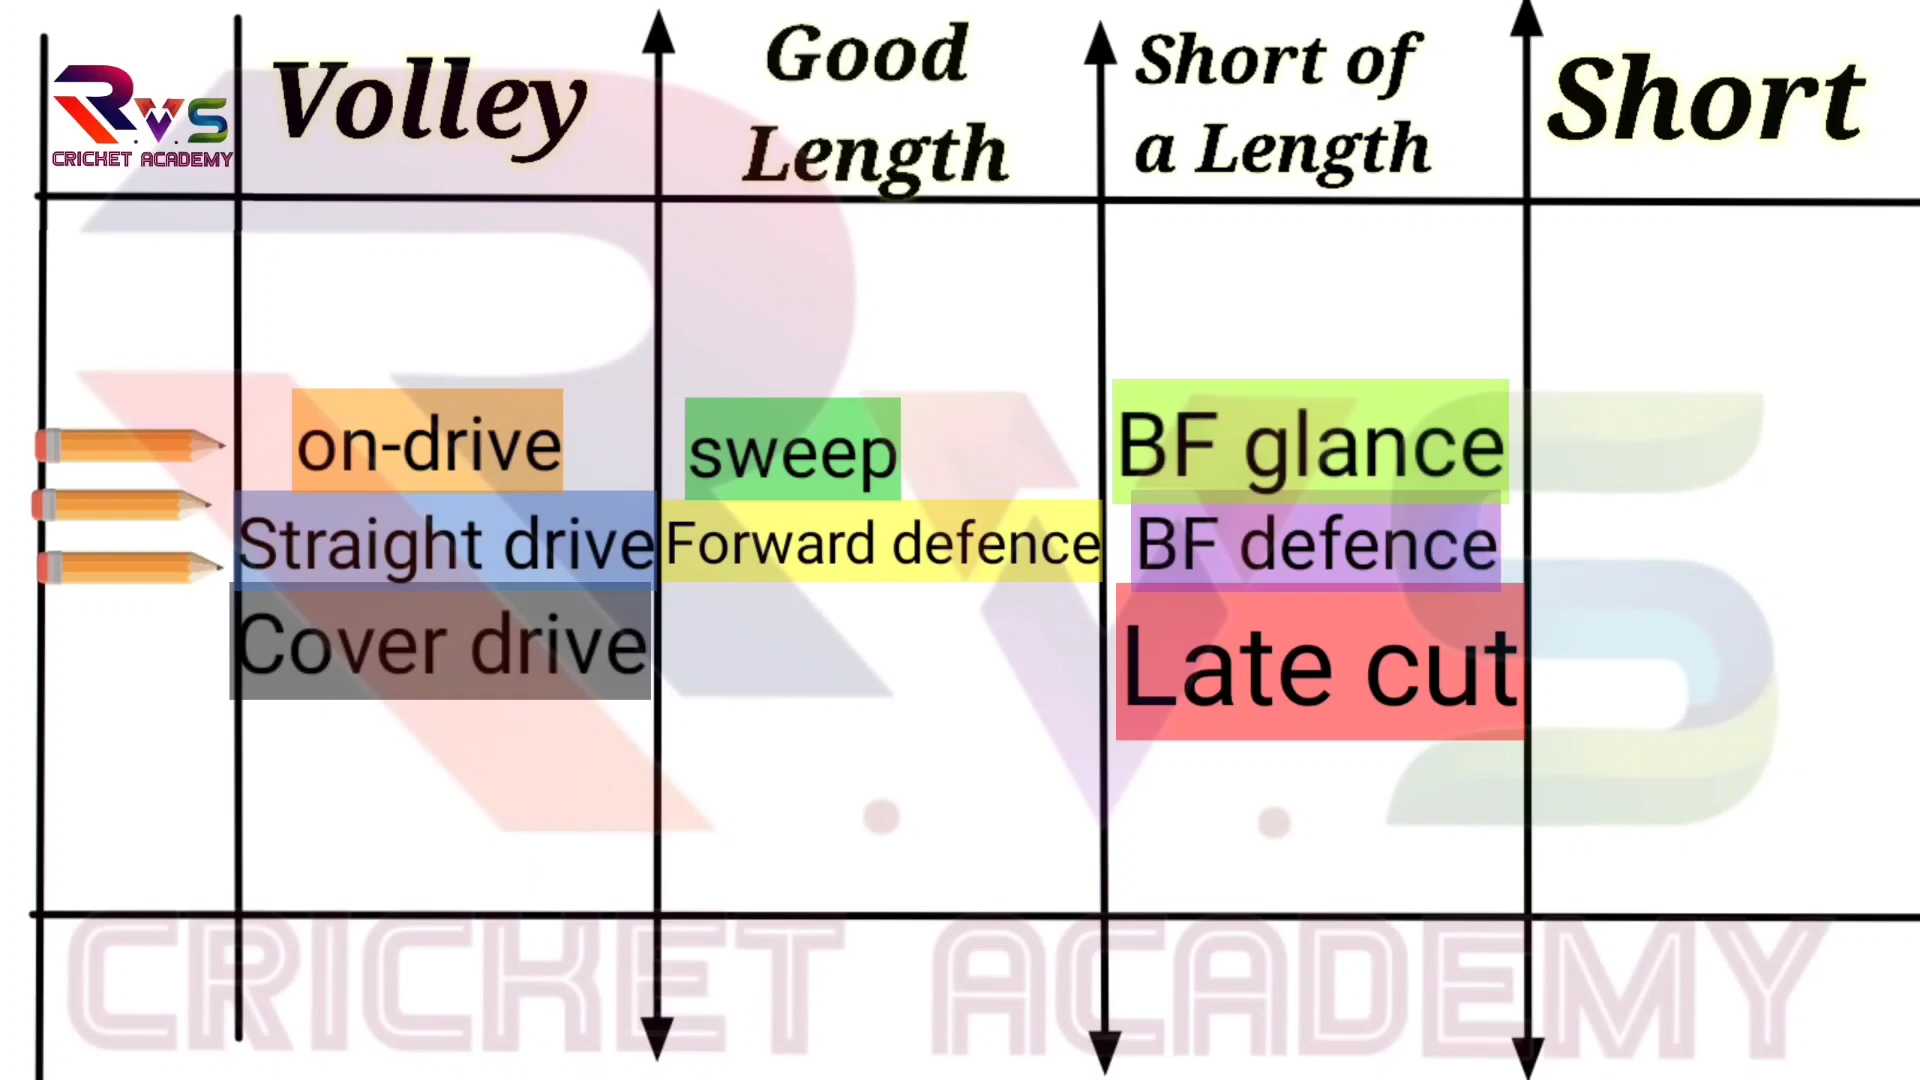 R.V.S
CRICKET ACADEMY
Volley
Good
Length
Short of
a Length
Short
on-drive
Straight drive
Cover drive
sweep
Forward defence
BF glance
BF defence
Late cut
RVS
CRICKET ACADEMY